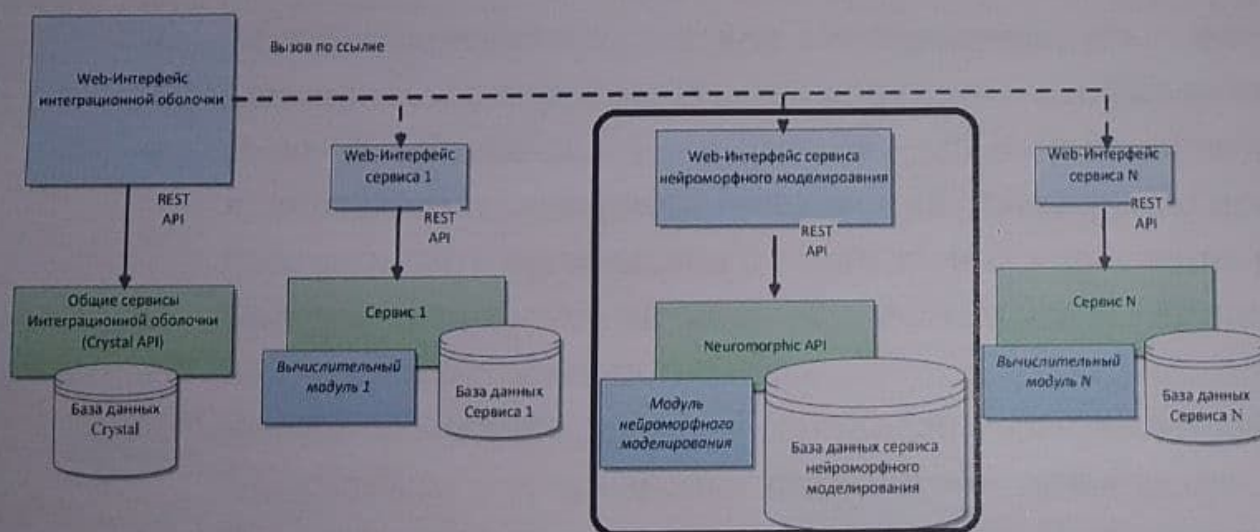 Вызов по ссылке
Web-Интерфейс
интеграционной оболочки
REST
API
Общие сервисы
Интеграционной оболочки
(Crystal API)
База данных
Crystal
Web-Интерфейс
сервиса 1
REST
API
Сервис 1
Вычислительный
модуль 1
База данных
Сервиса 1
Web-Интерфейс сервиса
нейроморфного моделироавния
REST
API
Neuromorphic API
Модуль
нейроморфного
моделирования
База данных сервиса
нейроморфного
моделирования
Web-Интерфейс
сервиса N
REST
API
Сервис N
Вычислительный
модуль N
База данных
Сервиса N